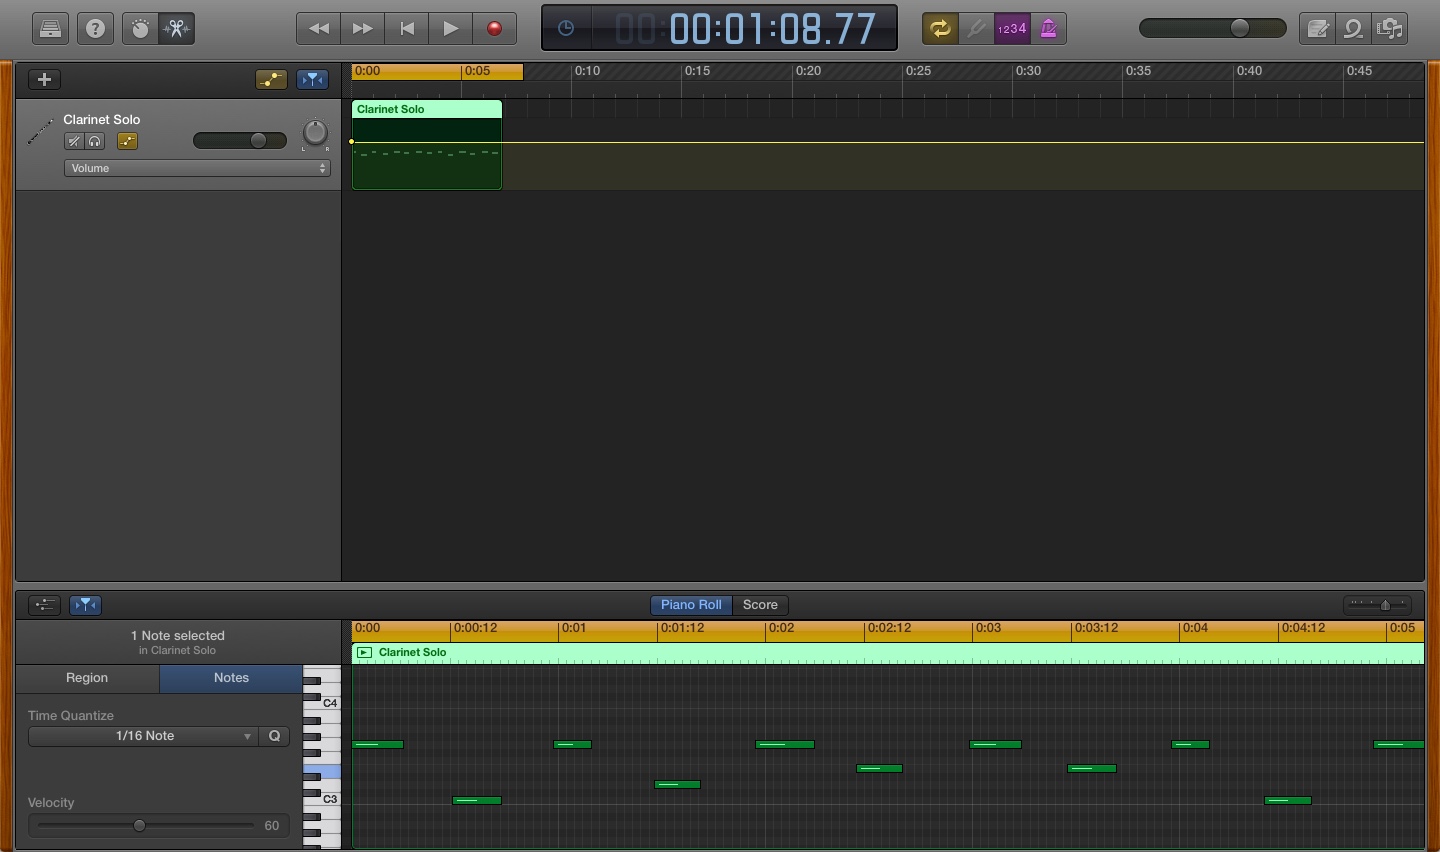 ?
00:01:08.77
1234
0:00 0:05 0:10 0:15 0:20 0:25 0:30 0:35 0:40 0:45
Clarinet Solo
L R
Volume
Clarinet Solo
Piano Roll Score
1 Note selected
in Clarinet Solo
0:00 0:00:12 0:01 0:01:12 0:02 0:02:12 0:03 0:03:12 0:04 0:04:12 0:05
Clarinet Solo
Region Notes
C4
Time Quantize
1/16 Note Q
C3
Velocity
60